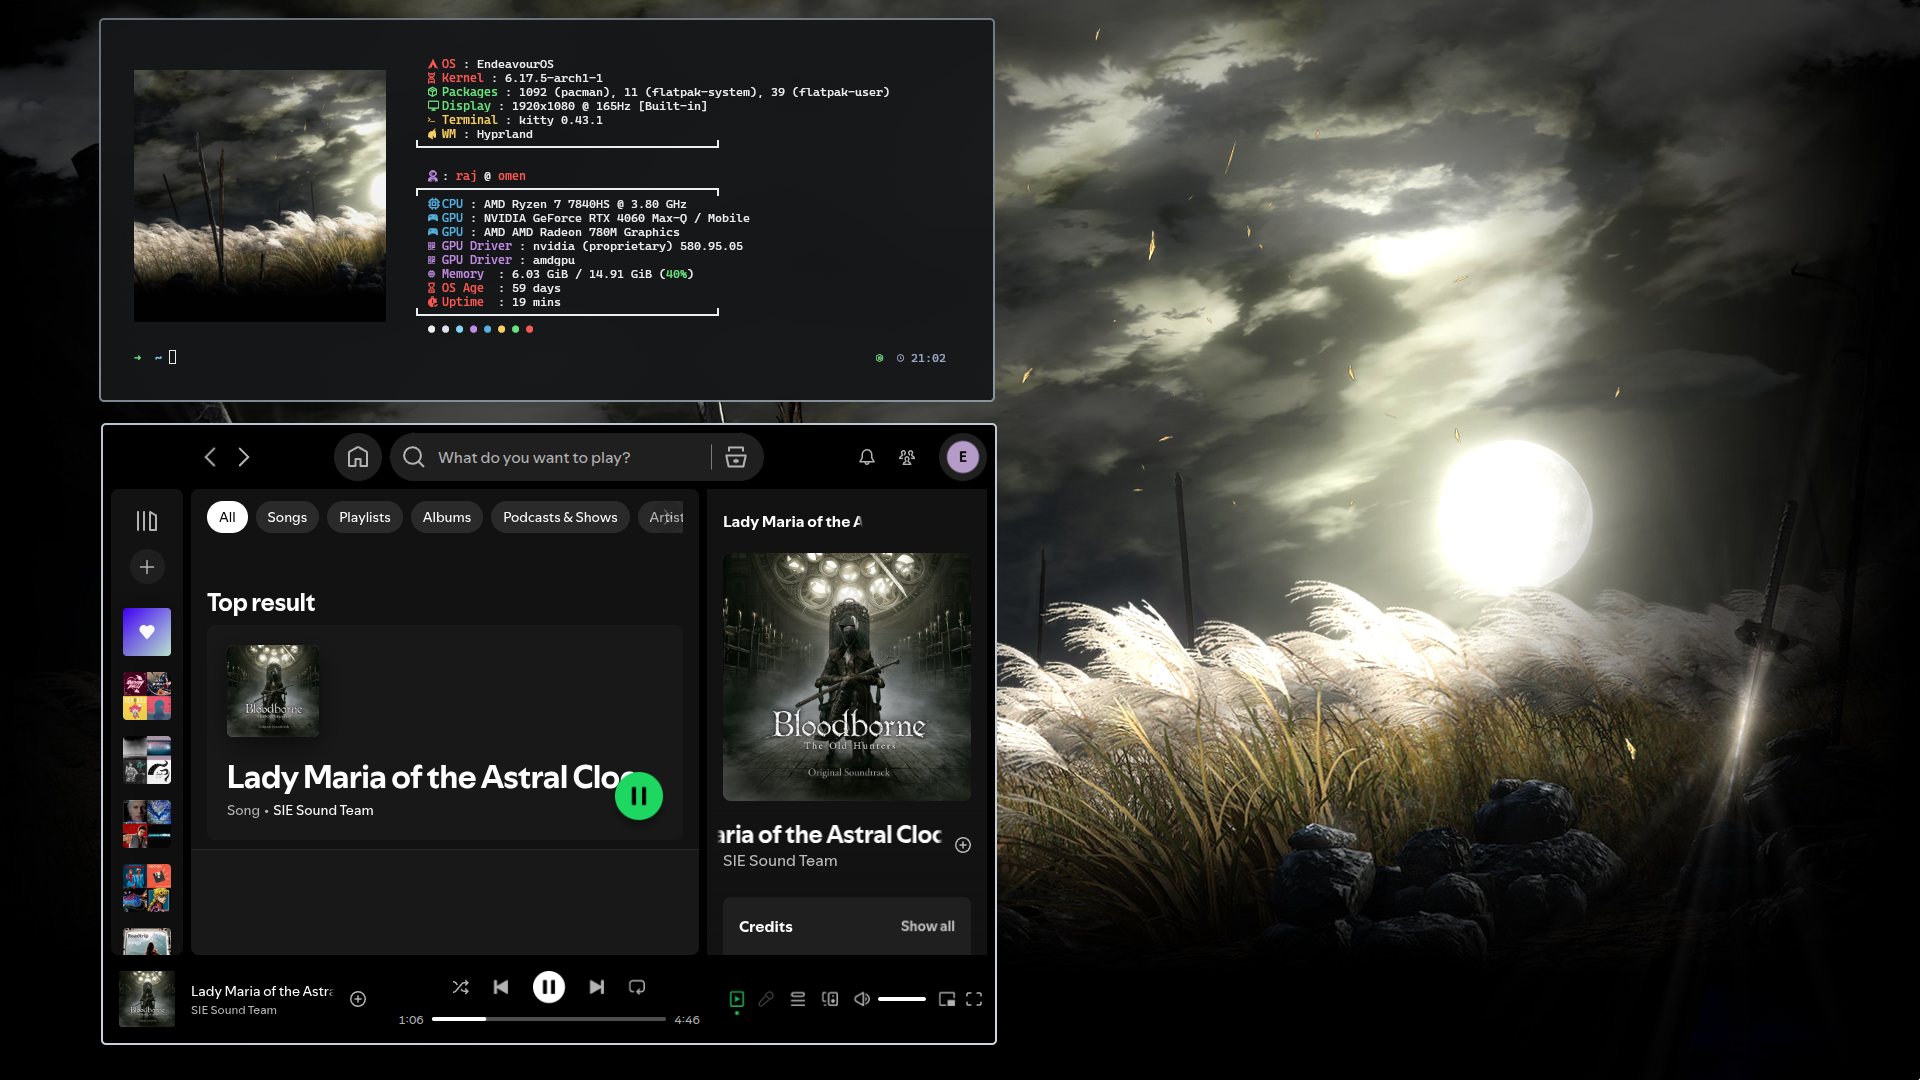 OS : EndeavourOS
Kernel : 6.17.5-arch1-1
Packages : 1092 (pacman), 11 (flatpak-system), 39 (flatpak-user)
Display : 1920x1080 @ 165Hz [Built-in]
Terminal : kitty 0.43.1
WM : Hyprland
: raj @ omen
CPU : AMD Ryzen 7 7840HS @ 3.80 GHz
GPU : NVIDIA GeForce RTX 4060 Max-Q / Mobile
GPU : AMD AMD Radeon 780M Graphics
GPU Driver : nvidia (proprietary) 580.95.05
GPU Driver : amdgpu
Memory : 6.03 GiB / 14.91 GiB (40%)
OS Age : 59 days
Uptime : 19 mins
~
21:02
What do you want to play?
E
All
Songs
Playlists
Albums
Podcasts & Shows
Artist
Top result
Bloodborne
Lady Maria of the Astral Cloc
Song • SIE Sound Team
Lady Maria of the A
Bloodborne
The Old Hunters
Original Soundtrack
aria of the Astral Cloc
SIE Sound Team
Credits
Show all
Roadtrip
Lady Maria of the Astra
SIE Sound Team
1:06
4:46